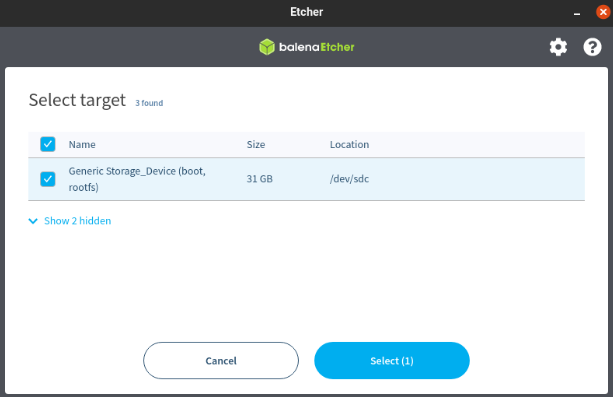 Etcher
balenaEtcher
Select target 3 found
Name Size Location
Generic Storage_Device (boot, rootfs) 31 GB /dev/sdc
Show 2 hidden
Cancel Select (1)